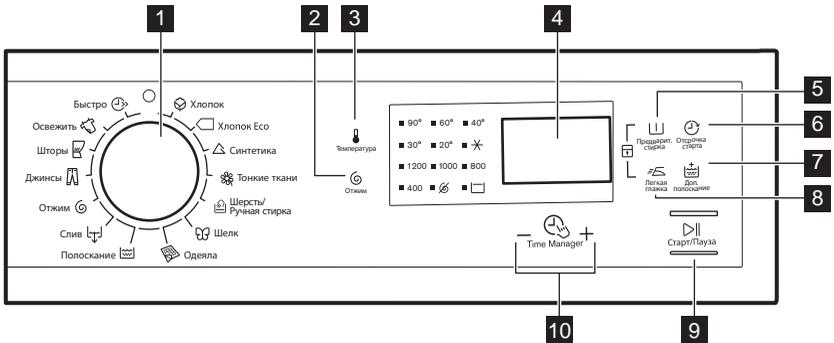 1
2
3
4
5
6
7
8
9
10
Быстро
Освежить
Шторы
Джинсы
Отжим
Слив
Полоскание
Хлопок
Хлопок Eco
Синтетика
Тонкие ткани
Шерсть/
Ручная стирка
Шелк
Одеяла
Температура
Отжим
90° 60° 40°
30° 20°
1200 1000 800
400
Time Manager
Предварит.
стирка
Отсрочка
старта
Легкая
глажка
Доп.
полоскание
Старт/Пауза